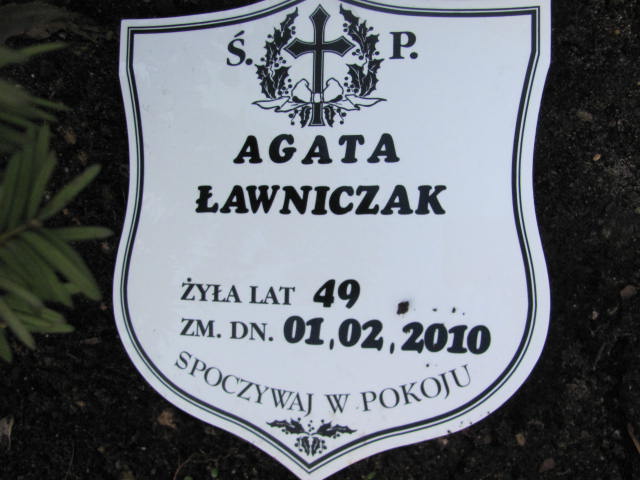 Ś. P.
AGATA
ŁAWNICZAK
ŻYŁA LAT 49
ZM. DN. 01,02,2010
SPOCZYWAJ W POKOJU